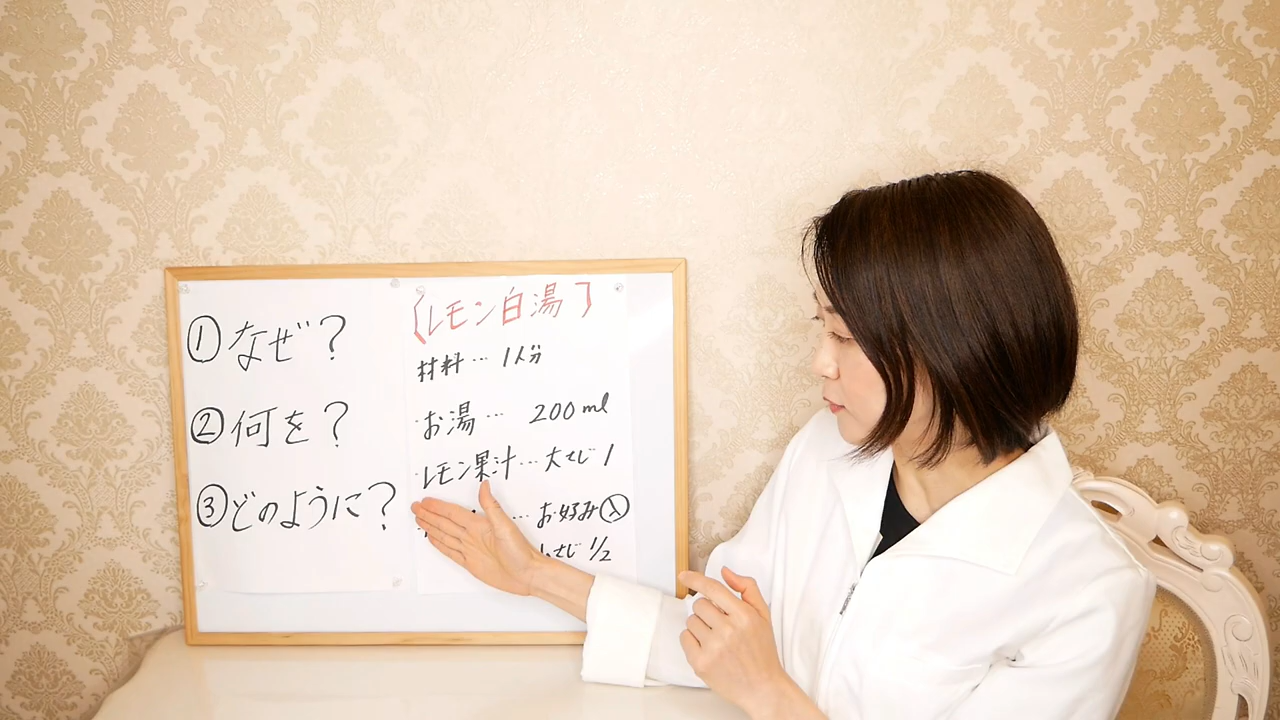 ①なぜ?
②何を?
③どのように?
[レモン白湯]
材料… 1人分
・お湯… 200ml
・レモン果汁…大さじ1
…お好み
さじ1/2